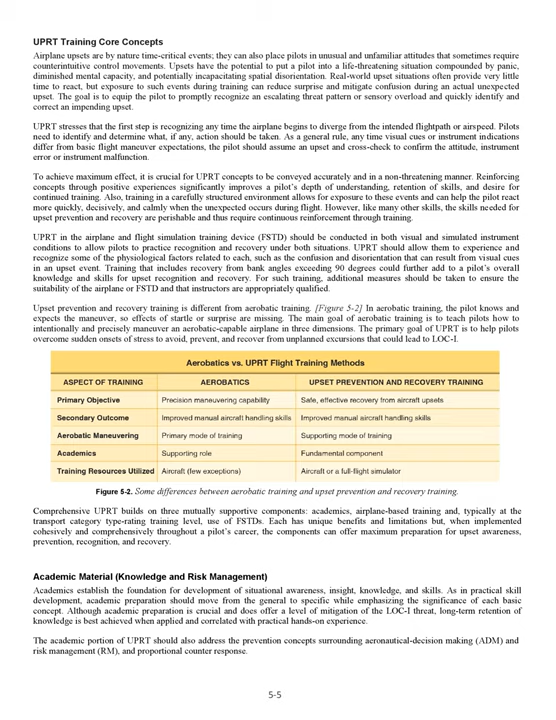 UPRT Training Core Concepts
Airplane upsets are by nature time-critical events; they can also place pilots in unusual and unfamiliar attitudes that sometimes require
counterintuitive control movements. Upsets have the potential to put a pilot into a life-threatening situation compounded by panic,
diminished mental capacity, and potentially incapacitating spatial disorientation. Real-world upset situations often provide very little
time to react, but exposure to such events during training can reduce surprise and mitigate confusion during an actual unexpected
upset. The goal is to equip the pilot to promptly recognize an escalating threat pattern or sensory overload and quickly identify and
correct an impending upset.
UPRT stresses that the first step is recognizing any time the airplane begins to diverge from the intended flightpath or airspeed. Pilots
need to identify and determine what, if any, action should be taken. As a general rule, any time visual cues or instrument indications
differ from basic flight maneuver expectations, the pilot should assume an upset and cross-check to confirm the attitude, instrument
error or instrument malfunction.
To achieve maximum effect, it is crucial for UPRT concepts to be conveyed accurately and in a non-threatening manner. Reinforcing
concepts through positive experiences significantly improves a pilot's depth of understanding, retention of skills, and desire for
continued training. Also, training in a carefully structured environment allows for exposure to these events and can help the pilot react
more quickly, decisively, and calmly when the unexpected occurs during flight. However, like many other skills, the skills needed for
upset prevention and recovery are perishable and thus require continuous reinforcement through training.
UPRT in the airplane and flight simulation training device (FSTD) should be conducted in both visual and simulated instrument
conditions to allow pilots to practice recognition and recovery under both situations. UPRT should allow them to experience and
recognize some of the physiological factors related to each, such as the confusion and disorientation that can result from visual cues
in an upset event. Training that includes recovery from bank angles exceeding 90 degrees could further add to a pilot's overall
knowledge and skills for upset recognition and recovery. For such training, additional measures should be taken to ensure the
suitability of the airplane or FSTD and that instructors are appropriately qualified.
Upset prevention and recovery training is different from aerobatic training. [Figure 5-2] In aerobatic training, the pilot knows and
expects the maneuver, so effects of startle or surprise are missing. The main goal of aerobatic training is to teach pilots how to
intentionally and precisely maneuver an aerobatic-capable airplane in three dimensions. The primary goal of UPRT is to help pilots
overcome sudden onsets of stress to avoid, prevent, and recover from unplanned excursions that could lead to LOC-I.
Aerobatics vs. UPRT Flight Training Methods
ASPECT OF TRAINING AEROBATICS UPSET PREVENTION AND RECOVERY TRAINING
Primary Objective Precision maneuvering capability Safe, effective recovery from aircraft upsets
Secondary Outcome Improved manual aircraft handling skills Improved manual aircraft handling skills
Aerobatic Maneuvering Primary mode of training Supporting mode of training
Academics Supporting role Fundamental component
Training Resources Utilized Aircraft (few exceptions) Aircraft or a full-flight simulator
Figure 5-2. Some differences between aerobatic training and upset prevention and recovery training.
Comprehensive UPRT builds on three mutually supportive components: academics, airplane-based training and, typically at the
transport category type-rating training level, use of FSTDs. Each has unique benefits and limitations but, when implemented
cohesively and comprehensively throughout a pilot's career, the components can offer maximum preparation for upset awareness,
prevention, recognition, and recovery.
Academic Material (Knowledge and Risk Management)
Academics establish the foundation for development of situational awareness, insight, knowledge, and skills. As in practical skill
development, academic preparation should move from the general to specific while emphasizing the significance of each basic
concept. Although academic preparation is crucial and does offer a level of mitigation of the LOC-I threat, long-term retention of
knowledge is best achieved when applied and correlated with practical hands-on experience.
The academic portion of UPRT should also address the prevention concepts surrounding aeronautical-decision making (ADM) and
risk management (RM), and proportional counter response.
5-5